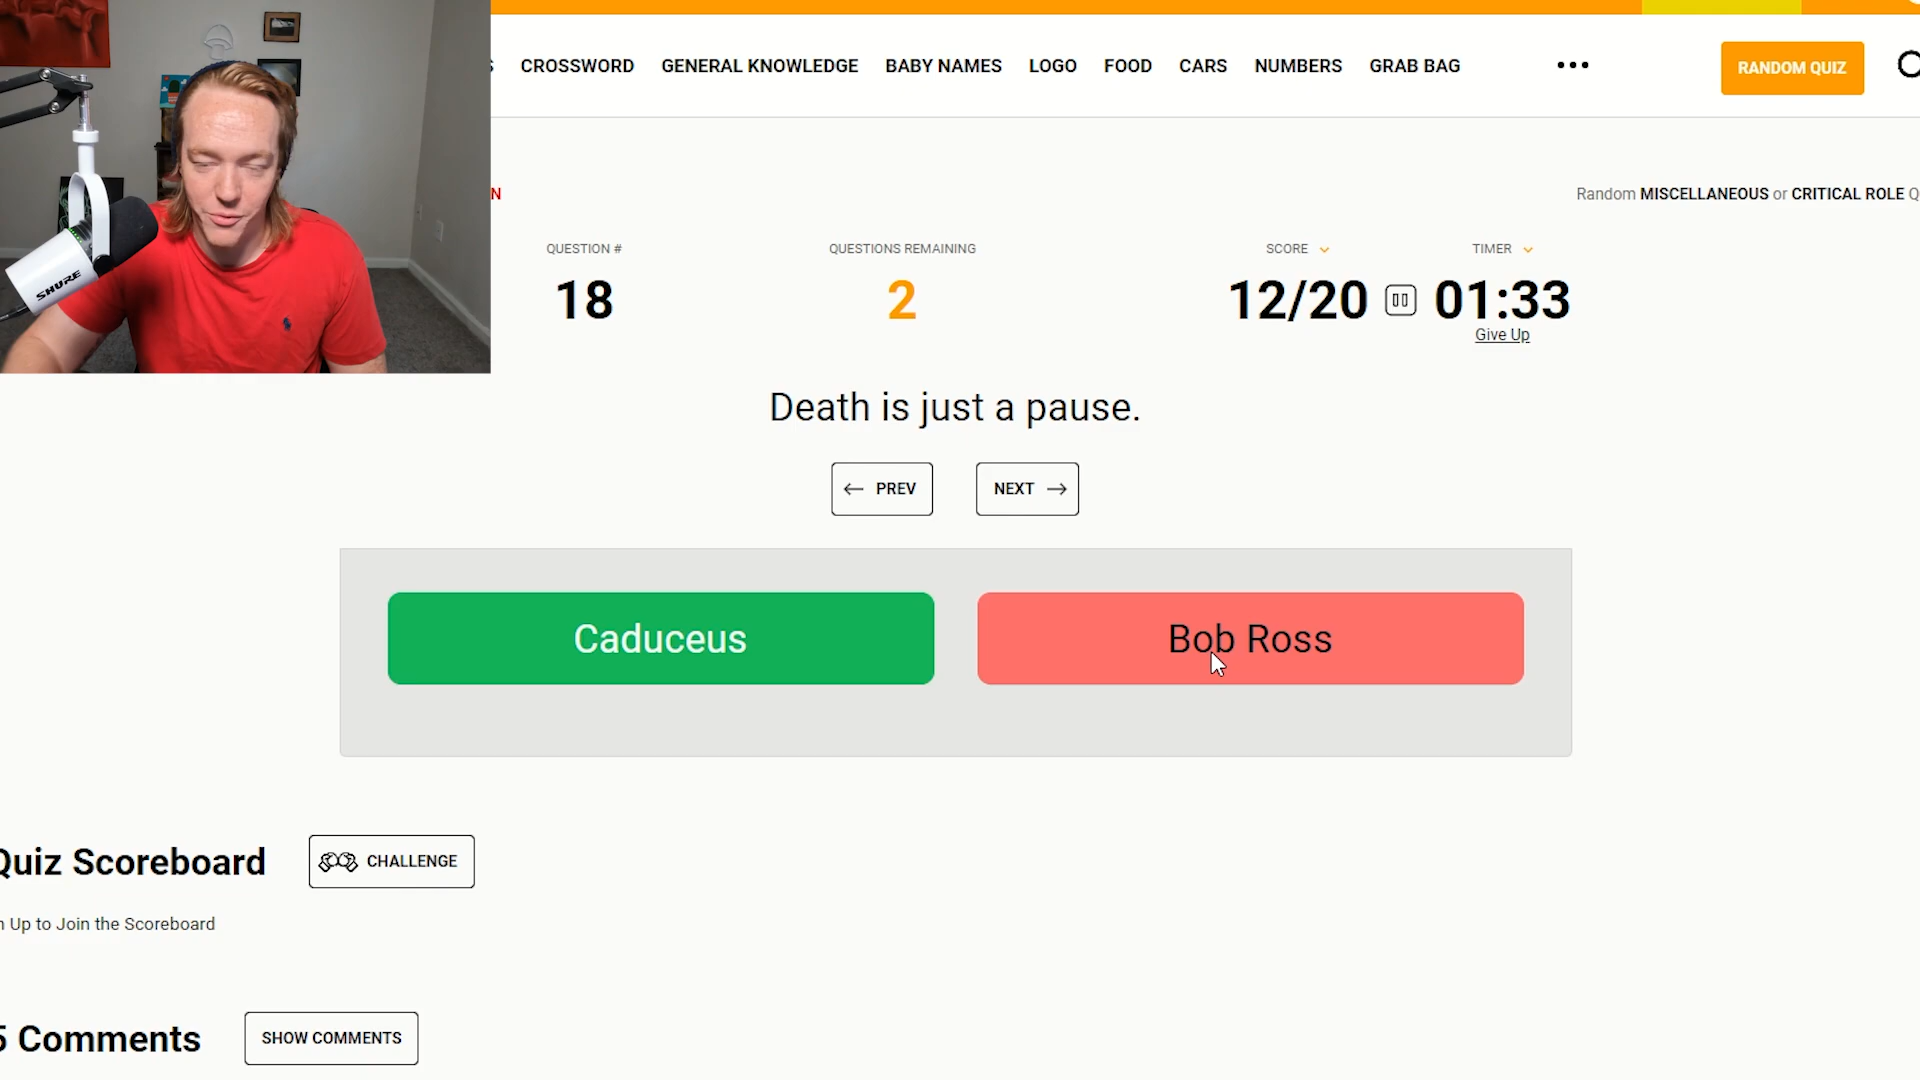 CROSSWORD GENERAL KNOWLEDGE BABY NAMES LOGO FOOD CARS NUMBERS GRAB BAG ••• RANDOM QUIZ
N
Random MISCELLANEOUS or CRITICAL ROLE Q
QUESTION # QUESTIONS REMAINING SCORE TIMER
18 2 12/20 01:33
Give Up
SHURE
Death is just a pause.
← PREV NEXT →
Caduceus Bob Ross
Quiz Scoreboard CHALLENGE
n Up to Join the Scoreboard
5 Comments SHOW COMMENTS